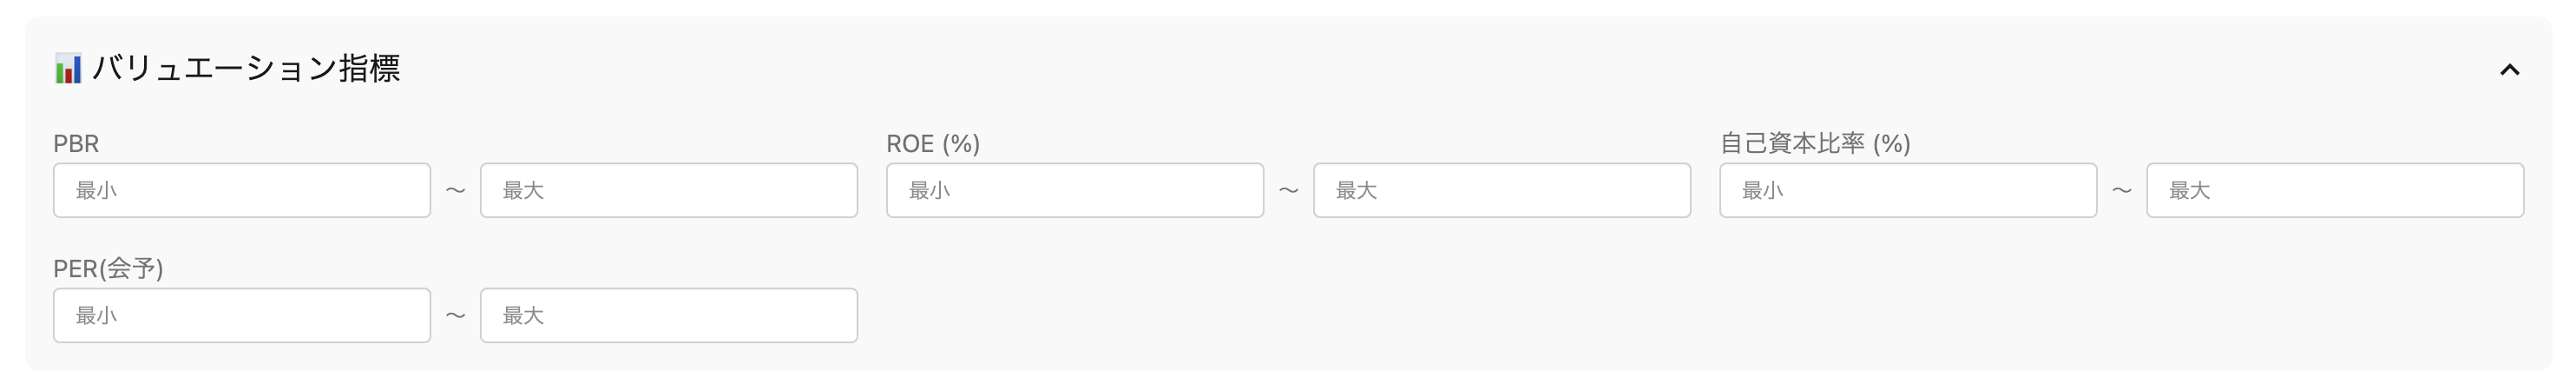 📊 バリュエーション指標
PBR ROE (%) 自己資本比率 (%)
最小 ～ 最大 最小 ～ 最大 最小 ～ 最大
PER(会予)
最小 ～ 最大